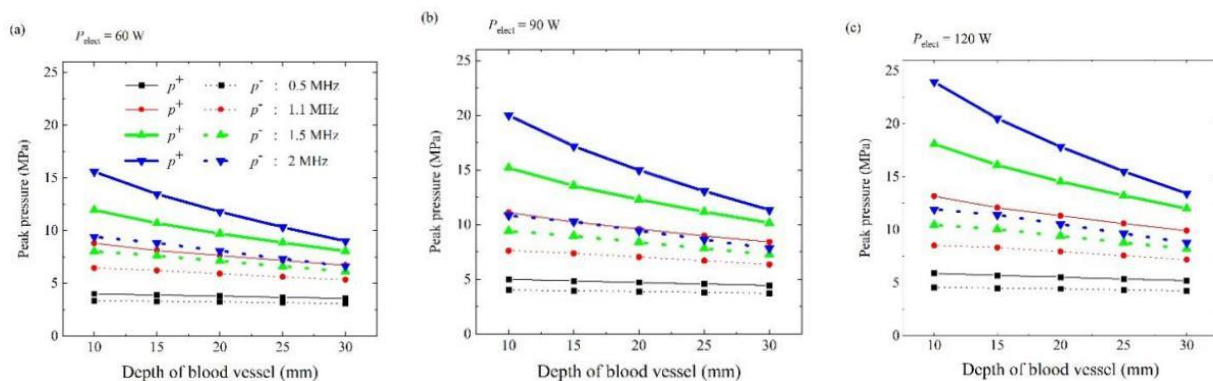 (a)
P_elect = 60 W
25
20
15
10
5
0
p+ p- : 0.5 MHz
p+ p- : 1.1 MHz
p+ p- : 1.5 MHz
p+ p- : 2 MHz
Peak pressure (MPa)
10 15 20 25 30
Depth of blood vessel (mm)
(b)
P_elect = 90 W
25
20
15
10
5
0
Peak pressure (MPa)
10 15 20 25 30
Depth of blood vessel (mm)
(c)
P_elect = 120 W
25
20
15
10
5
0
Peak pressure (MPa)
10 15 20 25 30
Depth of blood vessel (mm)